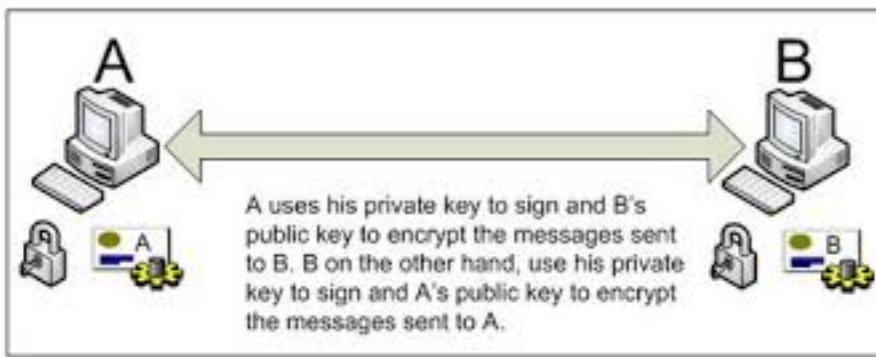 A
B
A uses his private key to sign and B's
public key to encrypt the messages sent
to B. B on the other hand, use his private
key to sign and A's public key to encrypt
the messages sent to A.
A
B